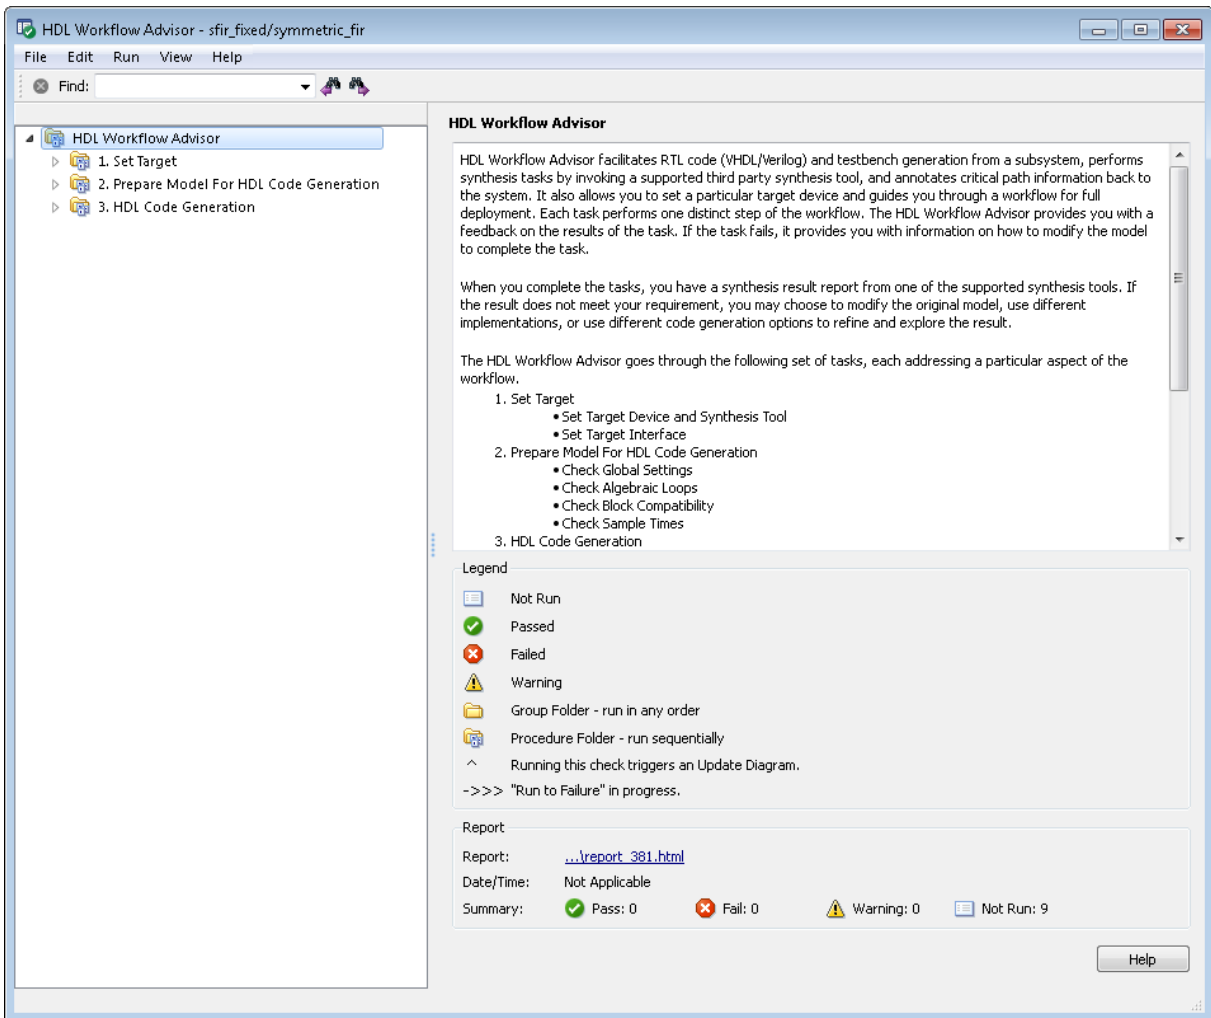 HDL Workflow Advisor - sfir_fixed/symmetric_fir
File Edit Run View Help
Find:
HDL Workflow Advisor
1. Set Target
2. Prepare Model For HDL Code Generation
3. HDL Code Generation
HDL Workflow Advisor
HDL Workflow Advisor facilitates RTL code (VHDL/Verilog) and testbench generation from a subsystem, performs
synthesis tasks by invoking a supported third party synthesis tool, and annotates critical path information back to
the system. It also allows you to set a particular target device and guides you through a workflow for full
deployment. Each task performs one distinct step of the workflow. The HDL Workflow Advisor provides you with a
feedback on the results of the task. If the task fails, it provides you with information on how to modify the model
to complete the task.
When you complete the tasks, you have a synthesis result report from one of the supported synthesis tools. If
the result does not meet your requirement, you may choose to modify the original model, use different
implementations, or use different code generation options to refine and explore the result.
The HDL Workflow Advisor goes through the following set of tasks, each addressing a particular aspect of the
workflow.
1. Set Target
• Set Target Device and Synthesis Tool
• Set Target Interface
2. Prepare Model For HDL Code Generation
• Check Global Settings
• Check Algebraic Loops
• Check Block Compatibility
• Check Sample Times
3. HDL Code Generation
Legend
Not Run
Passed
Failed
Warning
Group Folder - run in any order
Procedure Folder - run sequentially
^ Running this check triggers an Update Diagram.
->>> "Run to Failure" in progress.
Report
Report: ...\report_381.html
Date/Time: Not Applicable
Summary: Pass: 0 Fail: 0 Warning: 0 Not Run: 9
Help